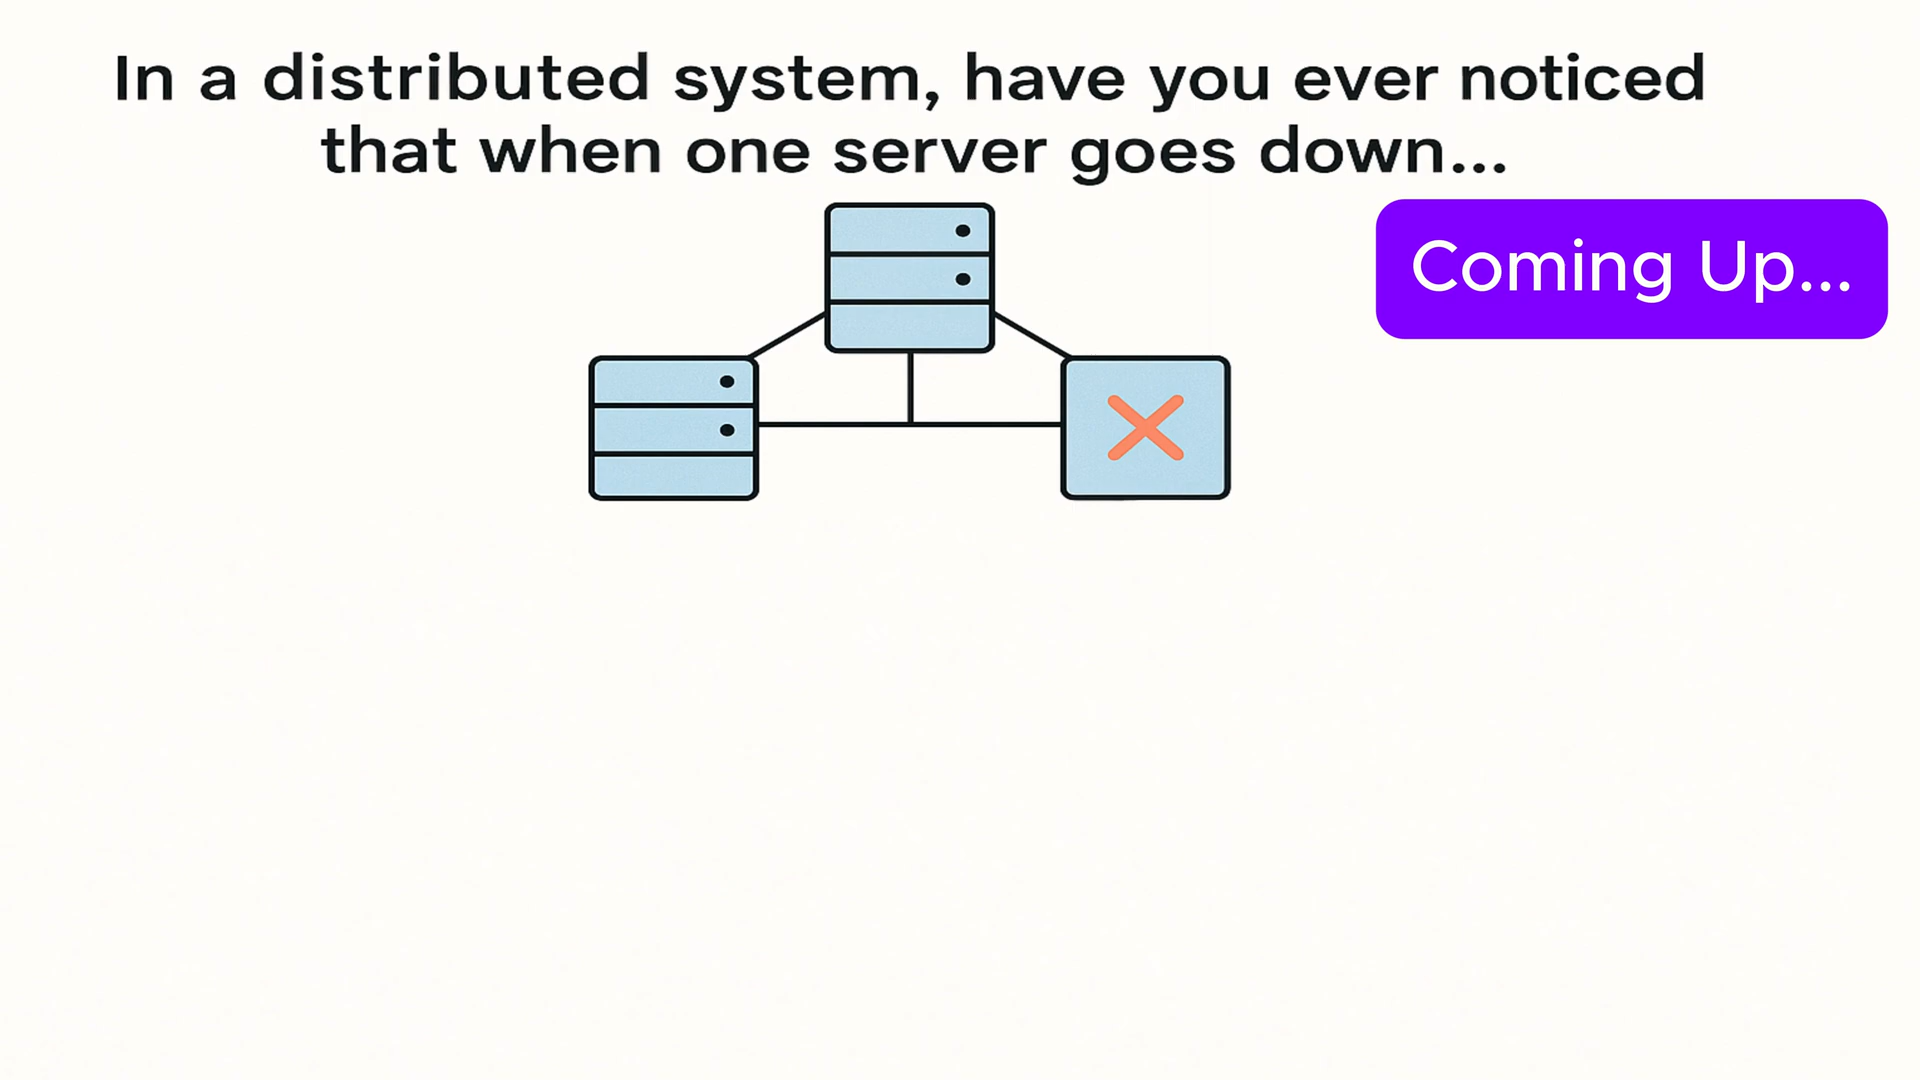 In a distributed system, have you ever noticed
that when one server goes down...
Coming Up...